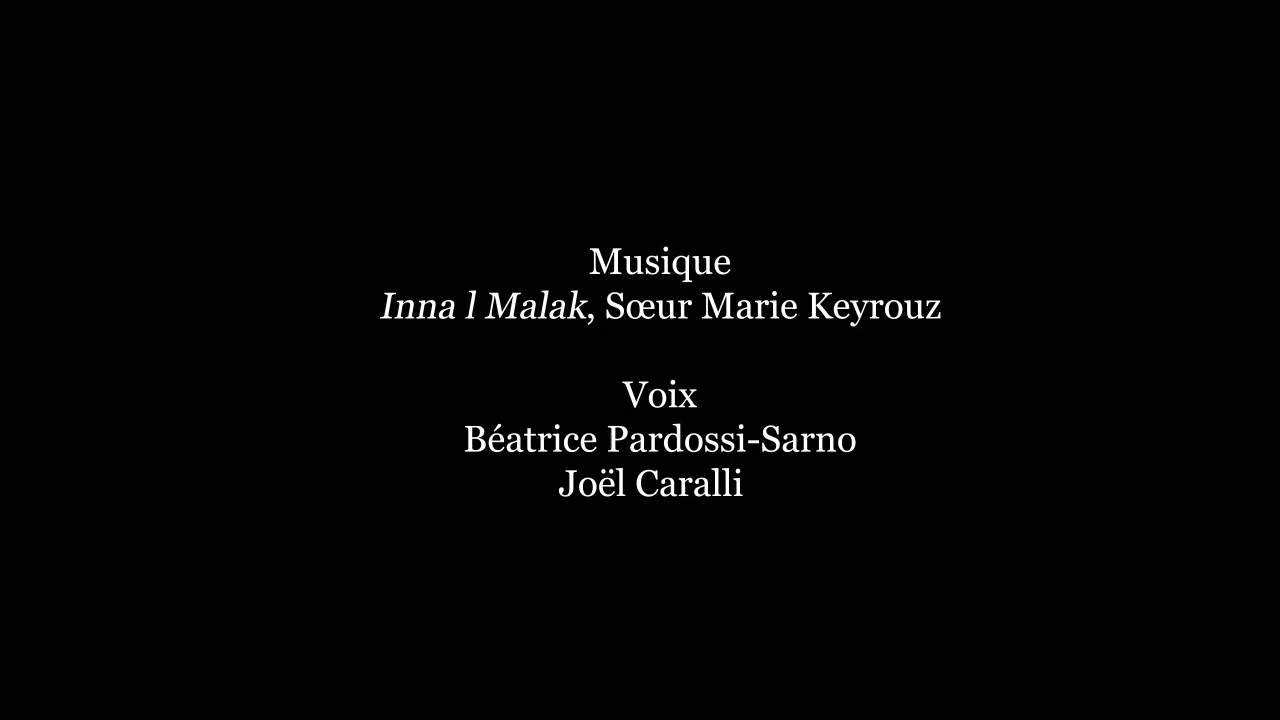 Musique
Inna l Malak, Sœur Marie Keyrouz
Voix
Béatrice Pardossi-Sarno
Joël Caralli